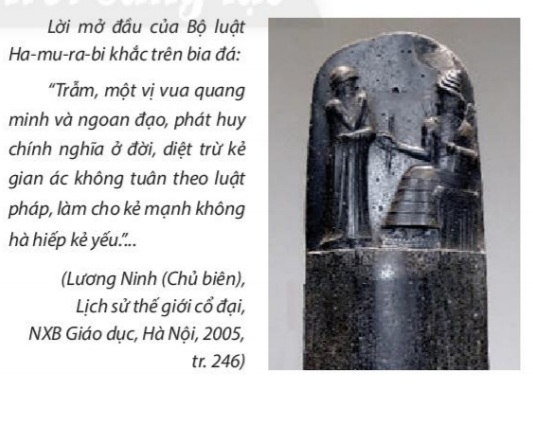 Lời mở đầu của Bộ luật
Ha-mu-ra-bi khắc trên bia đá:
"Trẫm, một vị vua quang
minh và ngoan đạo, phát huy
chính nghĩa ở đời, diệt trừ kẻ
gian ác không tuân theo luật
pháp, làm cho kẻ mạnh không
hà hiếp kẻ yếu."...
(Lương Ninh (Chủ biên),
Lịch sử thế giới cổ đại,
NXB Giáo dục, Hà Nội, 2005,
tr. 246)